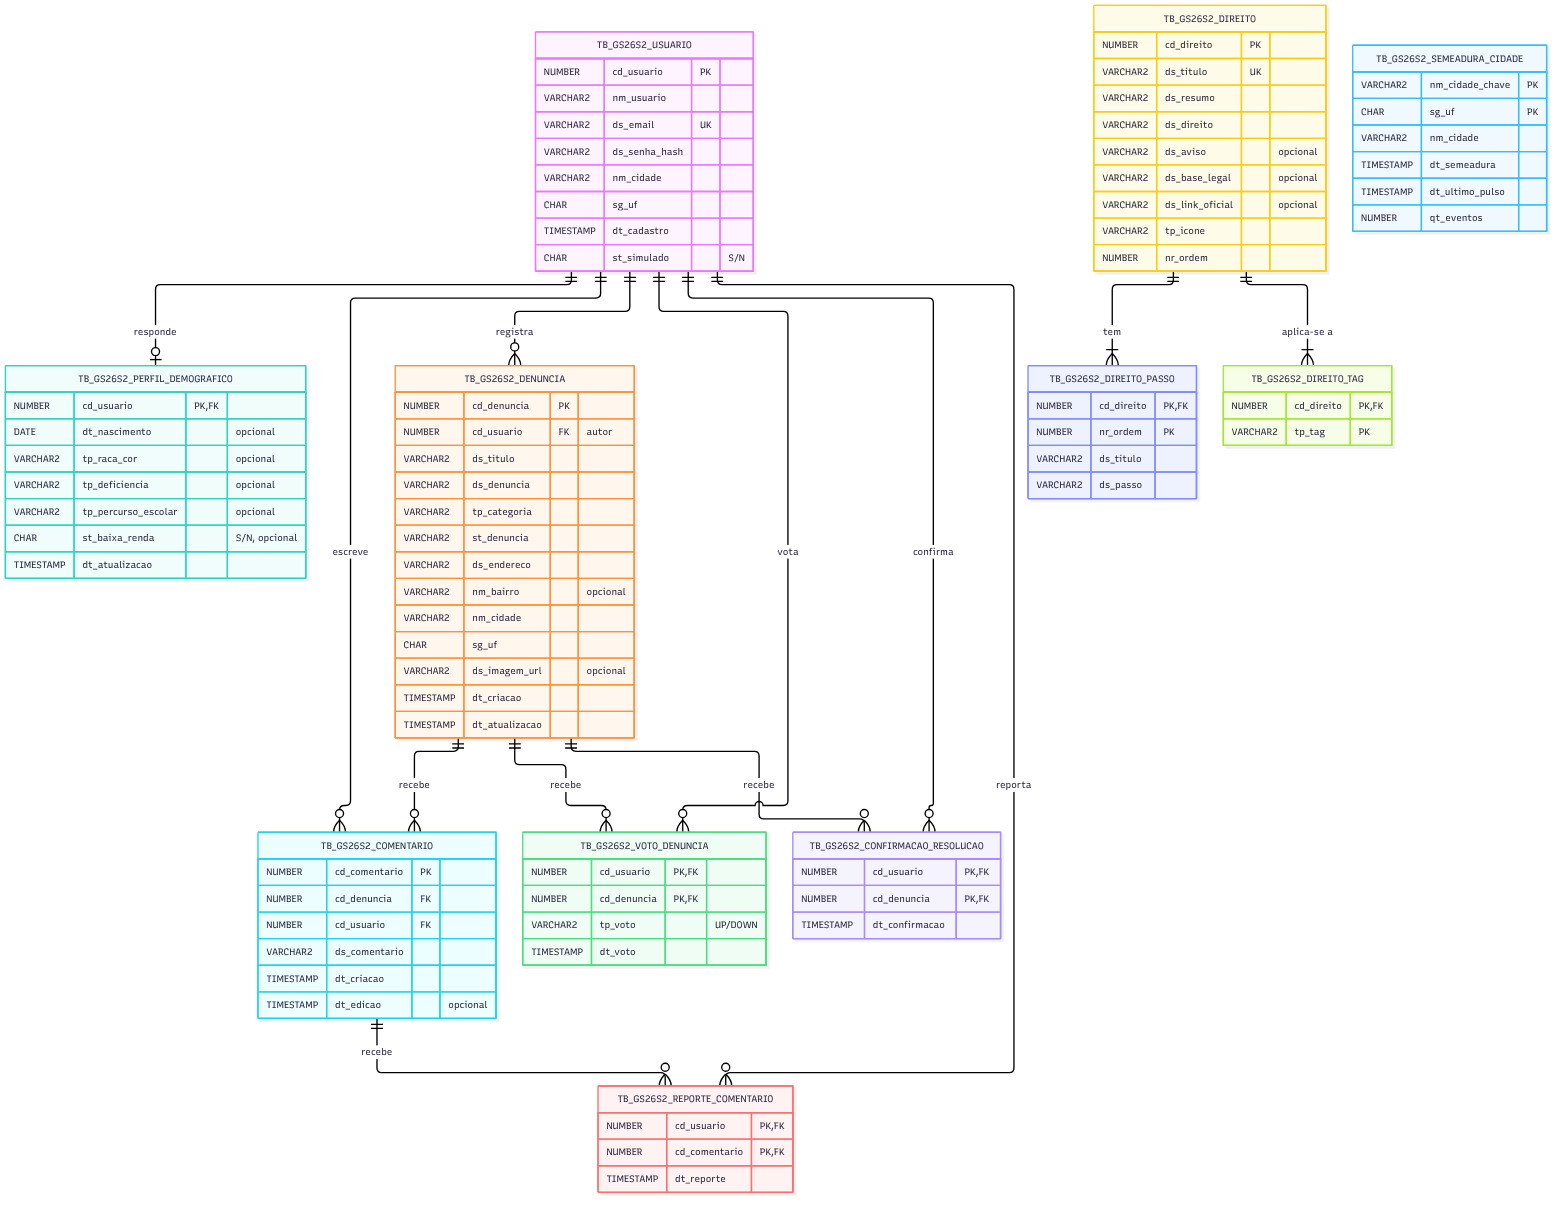 TB_GS26S2_USUARIO
NUMBER cd_usuario PK
VARCHAR2 nm_usuario
VARCHAR2 ds_email UK
VARCHAR2 ds_senha_hash
VARCHAR2 nm_cidade
CHAR sg_uf
TIMESTAMP dt_cadastro
CHAR st_simulado S/N
TB_GS26S2_DIREITO
NUMBER cd_direito PK
VARCHAR2 ds_titulo UK
VARCHAR2 ds_resumo
VARCHAR2 ds_direito
VARCHAR2 ds_aviso opcional
VARCHAR2 ds_base_legal opcional
VARCHAR2 ds_link_oficial opcional
VARCHAR2 tp_icone
NUMBER nr_ordem
TB_GS26S2_SEMEADURA_CIDADE
VARCHAR2 nm_cidade_chave PK
CHAR sg_uf PK
VARCHAR2 nm_cidade
TIMESTAMP dt_semeadura
TIMESTAMP dt_ultimo_pulso
NUMBER qt_eventos
responde
registra
tem
aplica-se a
TB_GS26S2_PERFIL_DEMOGRAFICO
NUMBER cd_usuario PK,FK
DATE dt_nascimento opcional
VARCHAR2 tp_raca_cor opcional
VARCHAR2 tp_deficiencia opcional
VARCHAR2 tp_percurso_escolar opcional
CHAR st_baixa_renda S/N, opcional
TIMESTAMP dt_atualizacao
TB_GS26S2_DENUNCIA
NUMBER cd_denuncia PK
NUMBER cd_usuario FK autor
VARCHAR2 ds_titulo
VARCHAR2 ds_denuncia
VARCHAR2 tp_categoria
VARCHAR2 st_denuncia
VARCHAR2 ds_endereco
VARCHAR2 nm_bairro opcional
VARCHAR2 nm_cidade
CHAR sg_uf
VARCHAR2 ds_imagem_url opcional
TIMESTAMP dt_criacao
TIMESTAMP dt_atualizacao
TB_GS26S2_DIREITO_PASSO
NUMBER cd_direito PK,FK
NUMBER nr_ordem PK
VARCHAR2 ds_titulo
VARCHAR2 ds_passo
TB_GS26S2_DIREITO_TAG
NUMBER cd_direito PK,FK
VARCHAR2 tp_tag PK
escreve
vota
confirma
recebe
recebe
recebe
reporta
TB_GS26S2_COMENTARIO
NUMBER cd_comentario PK
NUMBER cd_denuncia FK
NUMBER cd_usuario FK
VARCHAR2 ds_comentario
TIMESTAMP dt_criacao
TIMESTAMP dt_edicao opcional
TB_GS26S2_VOTO_DENUNCIA
NUMBER cd_usuario PK,FK
NUMBER cd_denuncia PK,FK
VARCHAR2 tp_voto UP/DOWN
TIMESTAMP dt_voto
TB_GS26S2_CONFIRMACAO_RESOLUCAO
NUMBER cd_usuario PK,FK
NUMBER cd_denuncia PK,FK
TIMESTAMP dt_confirmacao
recebe
TB_GS26S2_REPORTE_COMENTARIO
NUMBER cd_usuario PK,FK
NUMBER cd_comentario PK,FK
TIMESTAMP dt_reporte